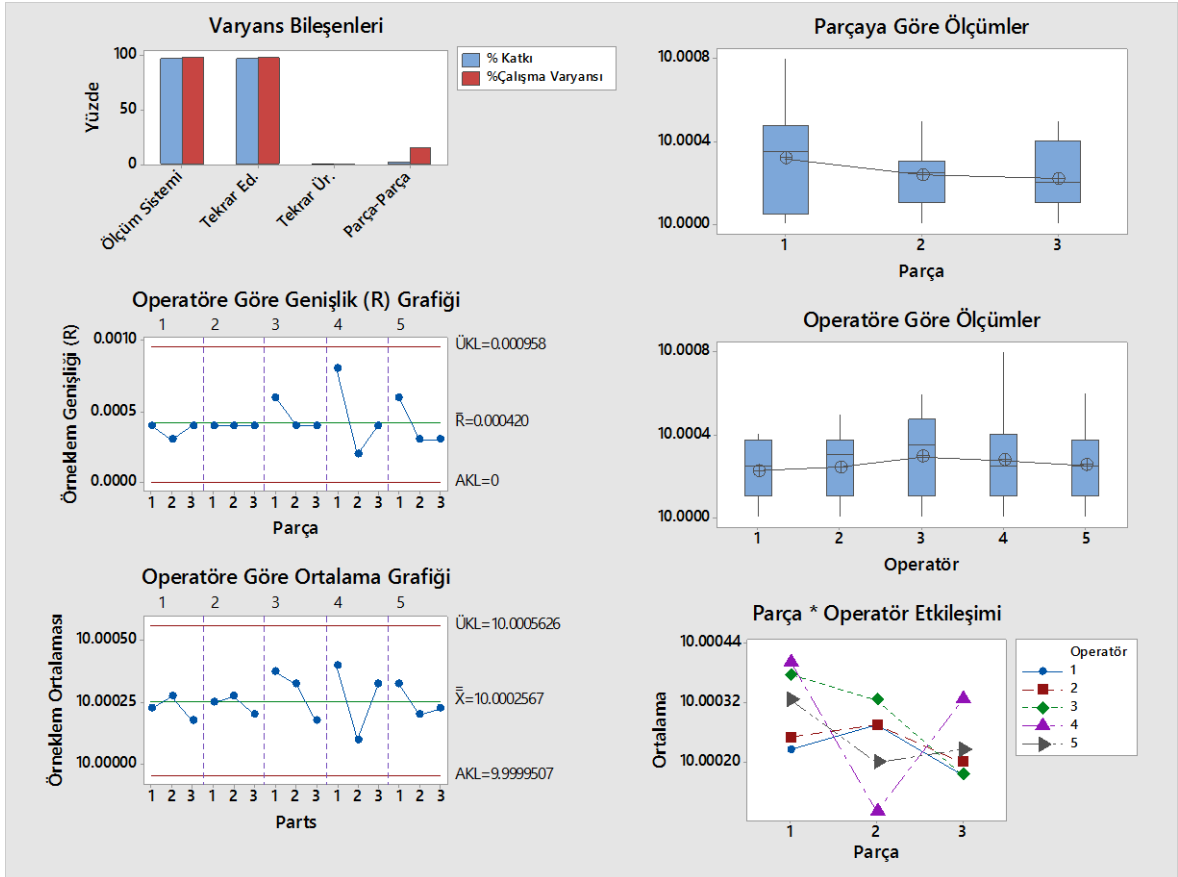 Varyans Bileşenleri
100
50
0
Yüzde
% Katkı
%Çalışma Varyansı
Ölçüm Sistemi
Tekrar Ed.
Tekrar Ür.
Parça-Parça
Operatöre Göre Genişlik (R) Grafiği
1 2 3 4 5
0.0010
0.0005
0.0000
Örneklem Genişliği (R)
ÜKL=0.000958
R̄=0.000420
AKL=0
1 2 3 1 2 3 1 2 3 1 2 3 1 2 3
Parça
Operatöre Göre Ortalama Grafiği
1 2 3 4 5
10.00050
10.00025
10.00000
Örneklem Ortalaması
ÜKL=10.0005626
X̿=10.0002567
AKL=9.9999507
1 2 3 1 2 3 1 2 3 1 2 3 1 2 3
Parts
Parçaya Göre Ölçümler
10.0008
10.0004
10.0000
1 2 3
Parça
Operatöre Göre Ölçümler
10.0008
10.0004
10.0000
1 2 3 4 5
Operatör
Parça * Operatör Etkileşimi
10.00044
10.00032
10.00020
Ortalama
1 2 3
Parça
Operatör
1
2
3
4
5